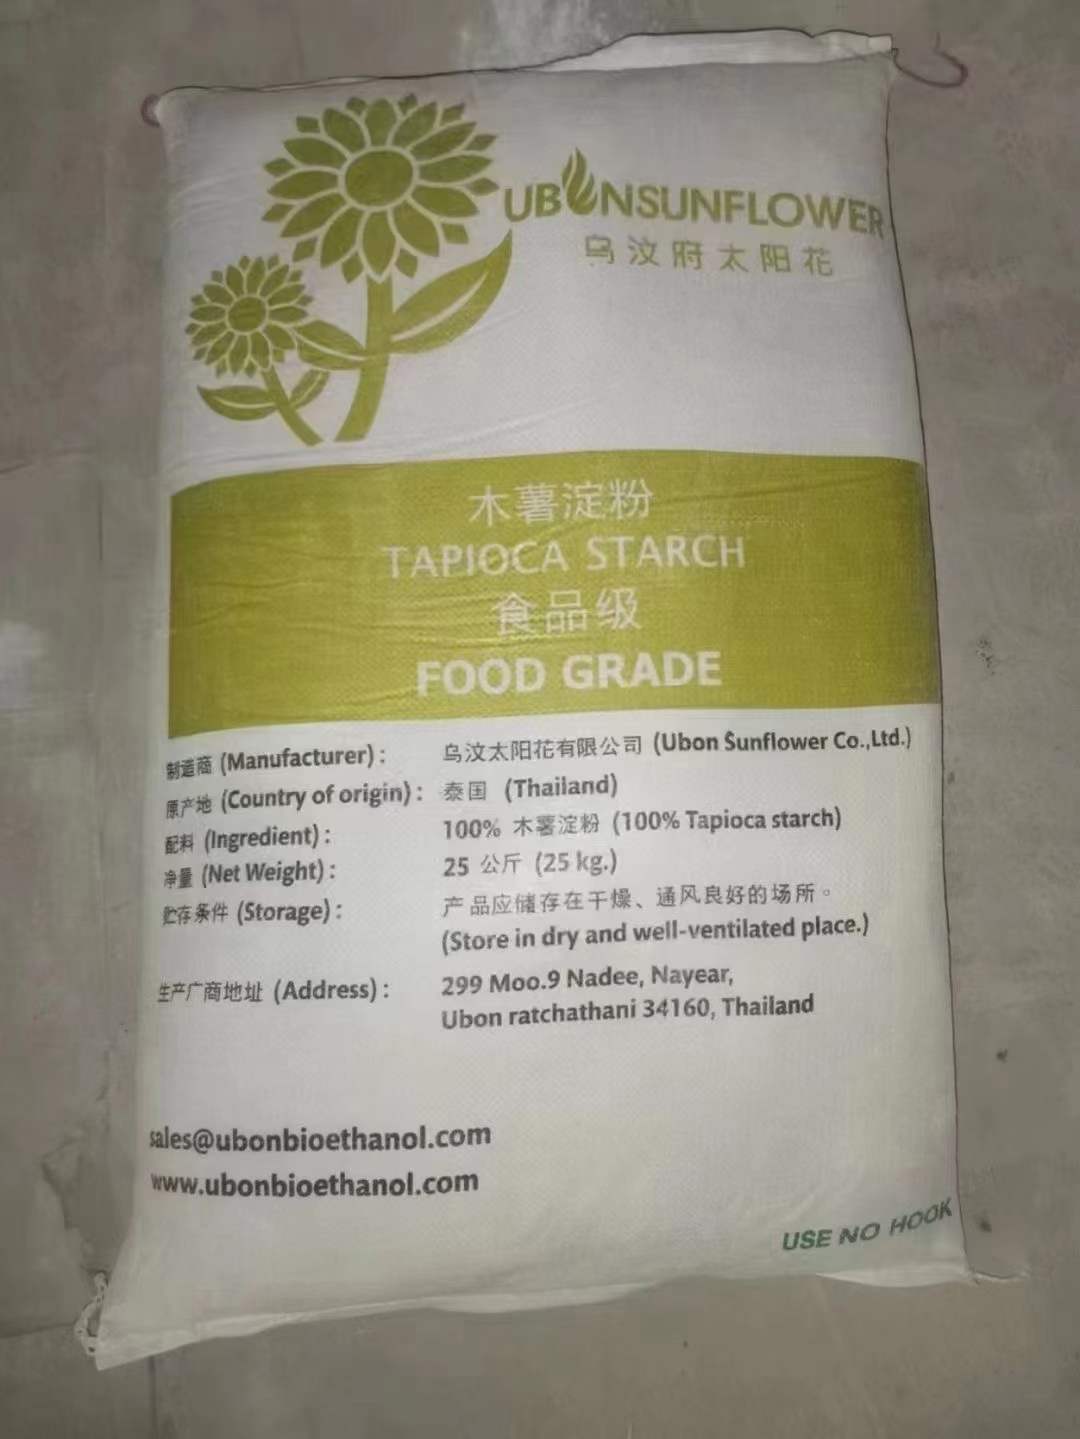 UBONSUNFLOWER
乌汶府太阳花
木薯淀粉
TAPIOCA STARCH
食品级
FOOD GRADE
制造商 (Manufacturer): 乌汶太阳花有限公司 (Ubon Sunflower Co.,Ltd.)
原产地 (Country of origin): 泰国 (Thailand)
配料 (Ingredient): 100% 木薯淀粉 (100% Tapioca starch)
净量 (Net Weight): 25 公斤 (25 kg.)
贮存条件 (Storage): 产品应储存在干燥、通风良好的场所。
(Store in dry and well-ventilated place.)
生产厂商地址 (Address): 299 Moo.9 Nadee, Nayear,
Ubon ratchathani 34160, Thailand
sales@ubonbioethanol.com
www.ubonbioethanol.com
USE NO HOOK